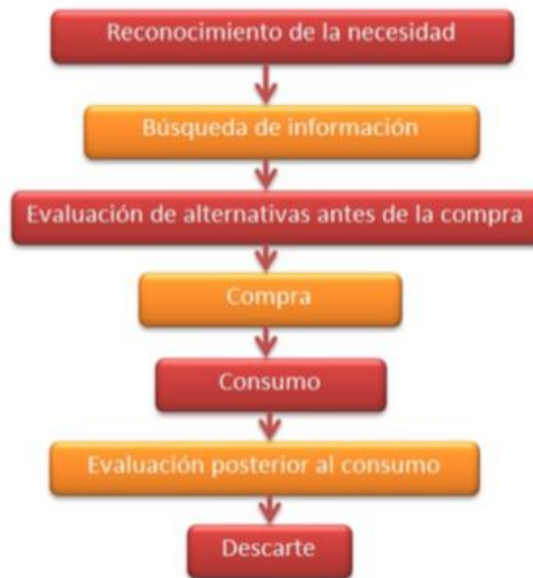 Reconocimiento de la necesidad
Búsqueda de información
Evaluación de alternativas antes de la compra
Compra
Consumo
Evaluación posterior al consumo
Descarte